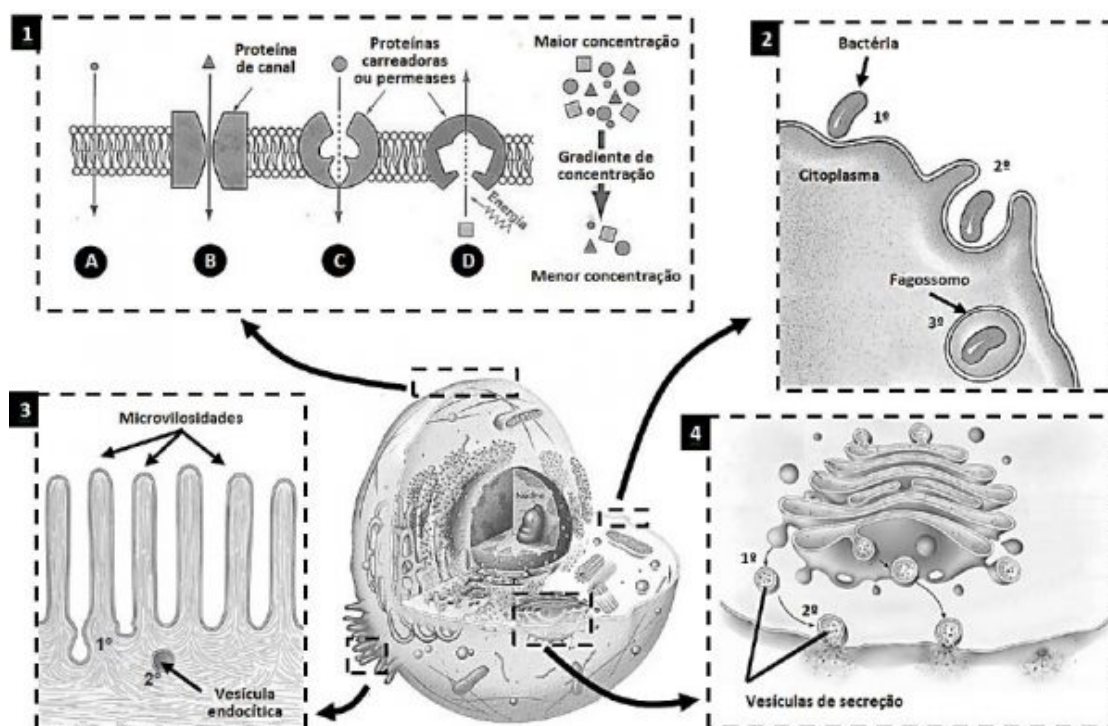 1
Proteína
de canal
Proteínas
carreadoras
ou permeases
Energia
A
B
C
D
Maior concentração
Gradiente de
concentração
Menor concentração
2
Bactéria
1º
Citoplasma
2º
Fagossomo
3º
3
Microvilosidades
1º
2º
Vesícula
endocítica
Núcleo
4
1º
2º
Vesículas de secreção